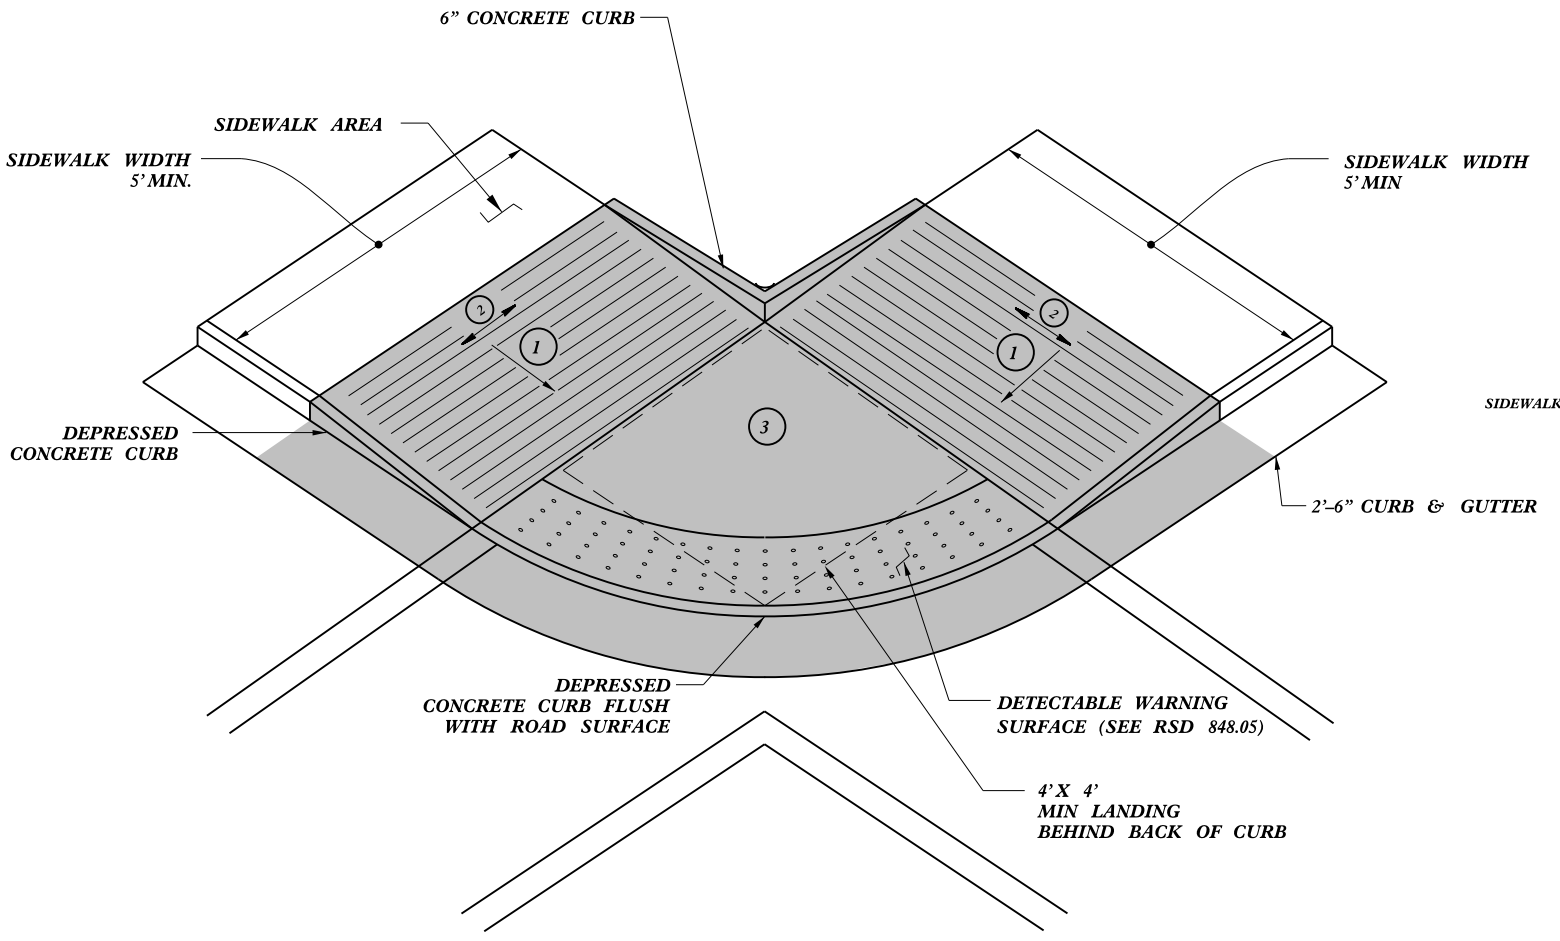 6” CONCRETE CURB
SIDEWALK AREA
SIDEWALK WIDTH
5’ MIN.
SIDEWALK WIDTH
5’ MIN
2
1
2
1
3
DEPRESSED
CONCRETE CURB
SIDEWALK
2’–6” CURB & GUTTER
DEPRESSED
CONCRETE CURB FLUSH
WITH ROAD SURFACE
DETECTABLE WARNING
SURFACE (SEE RSD 848.05)
4’ X 4’
MIN LANDING
BEHIND BACK OF CURB